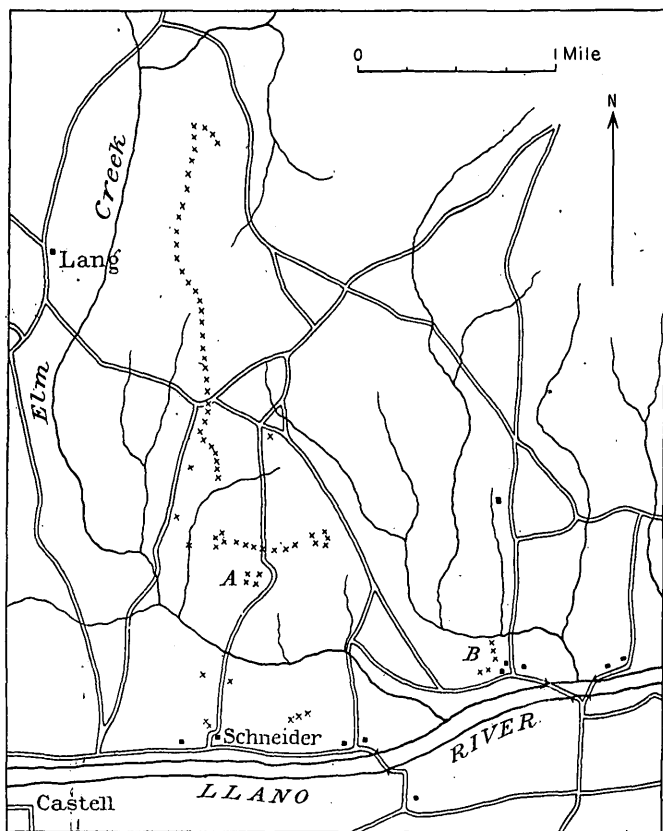 0 1 Mile
N
Creek
Lang
Elm
A
B
Schneider
RIVER
LLANO
Castell